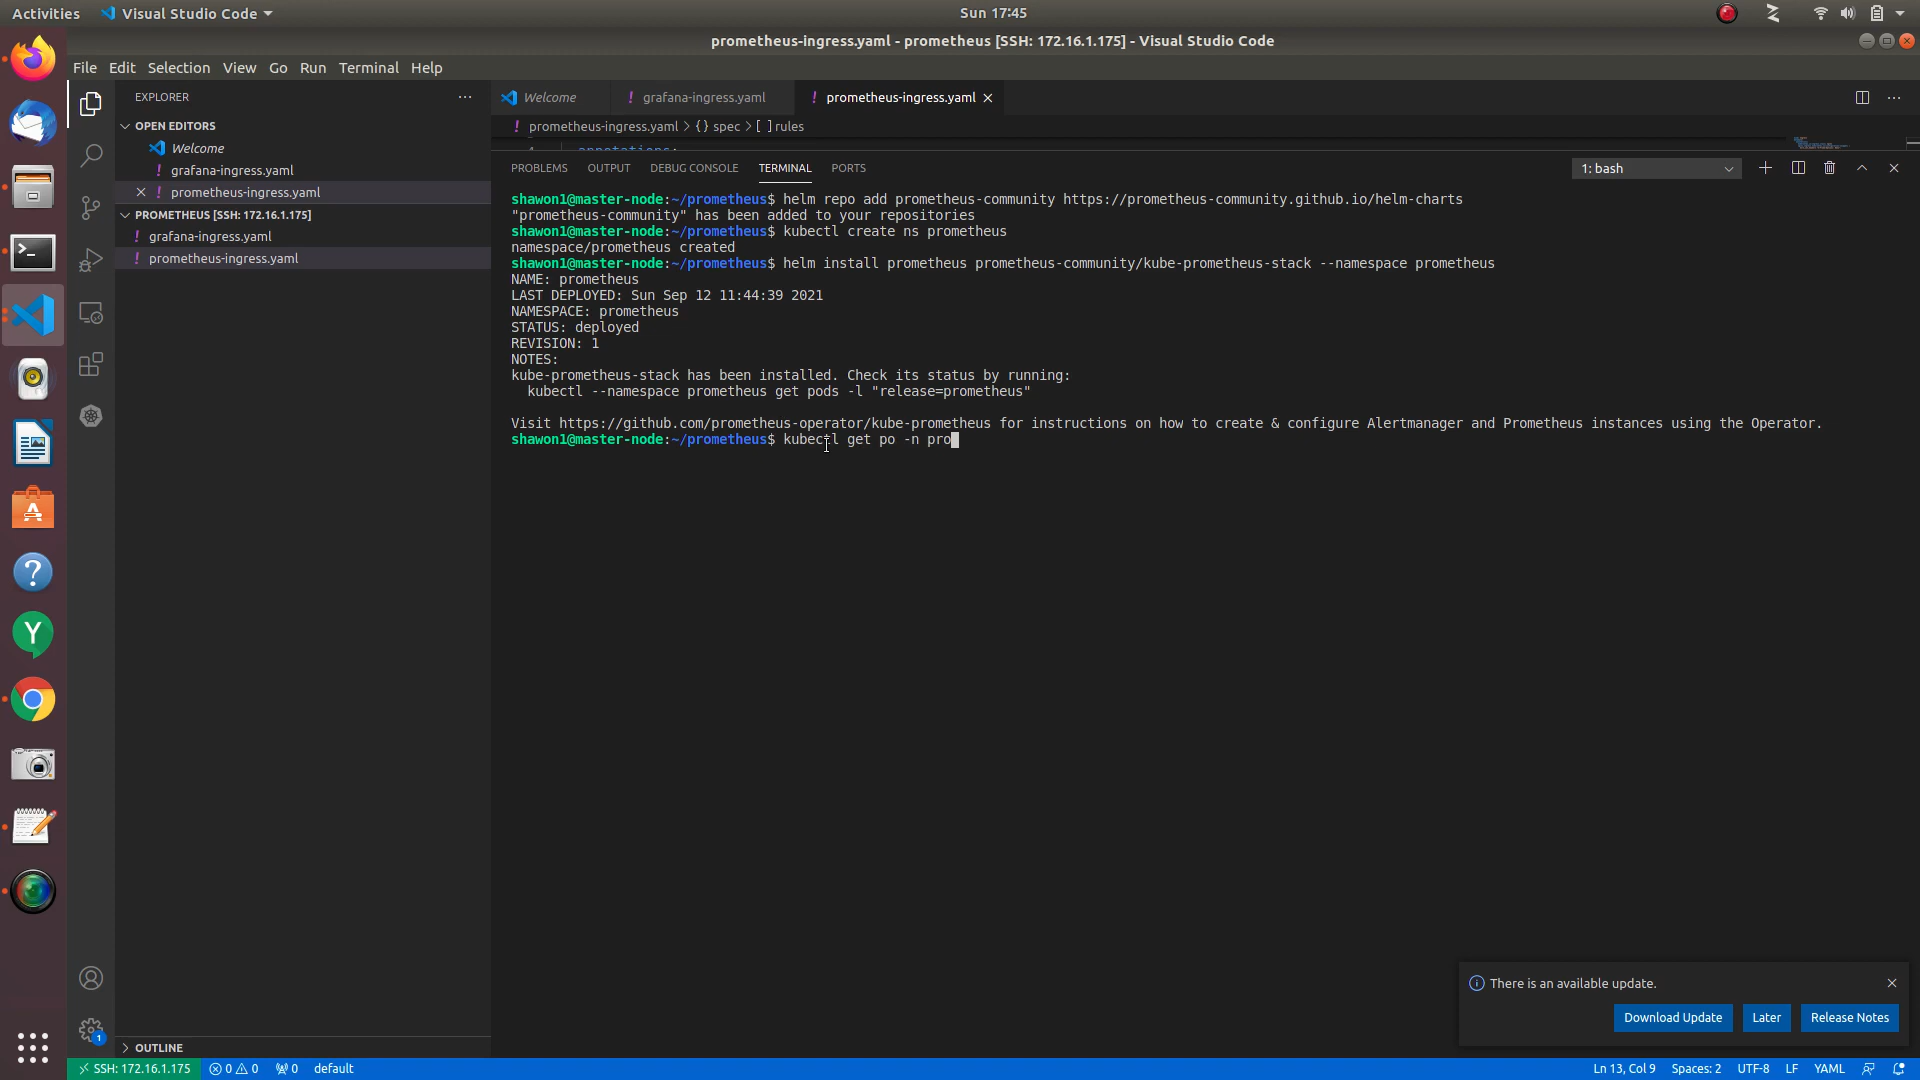 Activities
Visual Studio Code
Sun 17:45
prometheus-ingress.yaml - prometheus [SSH: 172.16.1.175] - Visual Studio Code
File Edit Selection View Go Run Terminal Help
EXPLORER
OPEN EDITORS
Welcome
grafana-ingress.yaml
prometheus-ingress.yaml
PROMETHEUS [SSH: 172.16.1.175]
grafana-ingress.yaml
prometheus-ingress.yaml
OUTLINE
Welcome
grafana-ingress.yaml
prometheus-ingress.yaml
prometheus-ingress.yaml > {} spec > [ ] rules
PROBLEMS OUTPUT DEBUG CONSOLE TERMINAL PORTS
1: bash
shawon1@master-node:~/prometheus$ helm repo add prometheus-community https://prometheus-community.github.io/helm-charts
"prometheus-community" has been added to your repositories
shawon1@master-node:~/prometheus$ kubectl create ns prometheus
namespace/prometheus created
shawon1@master-node:~/prometheus$ helm install prometheus prometheus-community/kube-prometheus-stack --namespace prometheus
NAME: prometheus
LAST DEPLOYED: Sun Sep 12 11:44:39 2021
NAMESPACE: prometheus
STATUS: deployed
REVISION: 1
NOTES:
kube-prometheus-stack has been installed. Check its status by running:
kubectl --namespace prometheus get pods -l "release=prometheus"
Visit https://github.com/prometheus-operator/kube-prometheus for instructions on how to create & configure Alertmanager and Prometheus instances using the Operator.
shawon1@master-node:~/prometheus$ kubectl get po -n pro
There is an available update.
Download Update
Later
Release Notes
SSH: 172.16.1.175
0 0
0
default
Ln 13, Col 9
Spaces: 2
UTF-8
LF
YAML